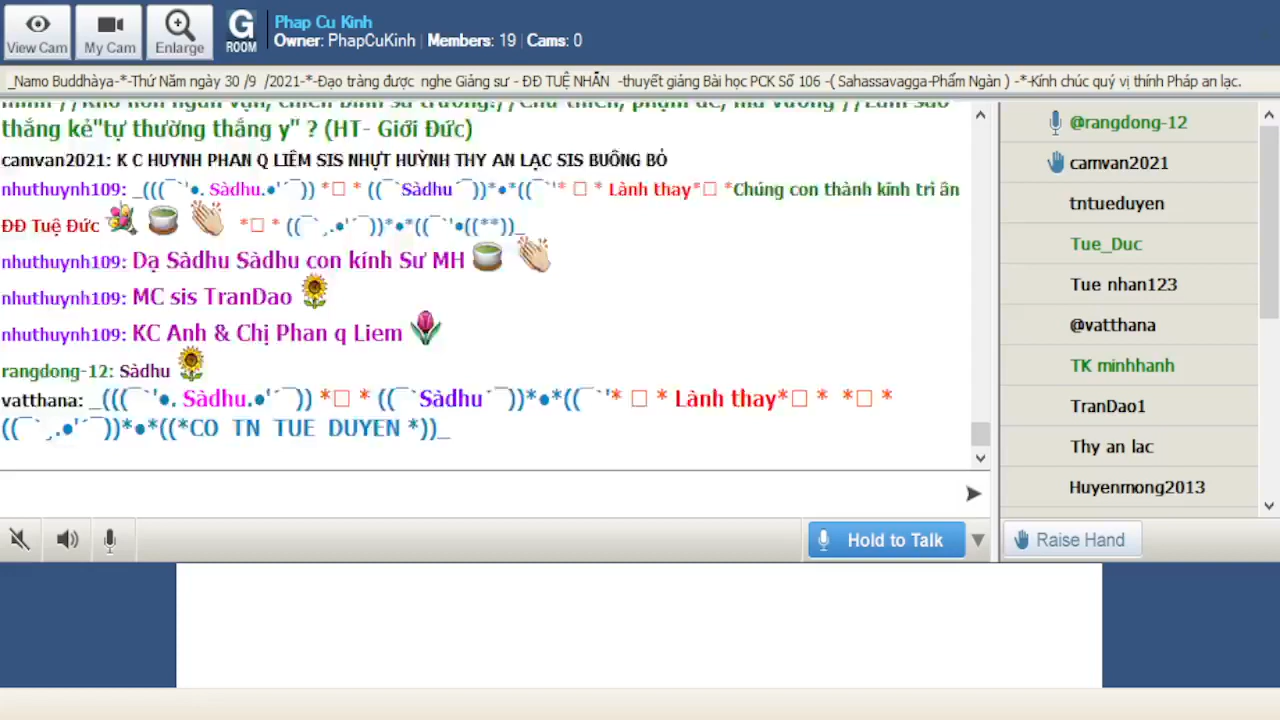 View Cam
My Cam
Enlarge
G
ROOM
Phap Cu Kinh
Owner: PhapCuKinh | Members: 19 | Cams: 0
_Namo Buddhàya-*-Thứ Năm ngày 30 /9 /2021-*-Đạo tràng được nghe Giảng sư - ĐĐ TUỆ NHẪN -thuyết giảng Bài học PCK Số 106 -( Sahassavagga-Phẩm Ngàn ) -*-Kính chúc quý vị thính Pháp an lạc.
thắng kẻ"tự thường thắng y" ? (HT- Giới Đức)
camvan2021: K C HUYNH PHAN Q LIÊM SIS NHỰT HUỲNH THY AN LẠC SIS BUÔNG BỎ
nhuthuynh109: _(((¯`'●. Sàdhu.●'´¯)) *□ * ((¯`Sàdhu´¯))*●*((¯`'* □ * Lành thay*□ *Chúng con thành kính tri ân
ĐĐ Tuệ Đức *□ * ((¯`¸.●'´¯))*●*((¯`'●((**))_
nhuthuynh109: Dạ Sàdhu Sàdhu con kính Sư MH
nhuthuynh109: MC sis TranDao
nhuthuynh109: KC Anh & Chị Phan q Liem
rangdong-12: Sàdhu
vatthana: _(((¯`'●. Sàdhu.●'´¯)) *□ * ((¯`Sàdhu´¯))*●*((¯`'* □ * Lành thay*□ * *□ *
((¯`¸.●'´¯))*●*((*CO TN TUE DUYEN *))_
@rangdong-12
camvan2021
tntueduyen
Tue_Duc
Tue nhan123
@vatthana
TK minhhanh
TranDao1
Thy an lac
Huyenmong2013
Hold to Talk
Raise Hand